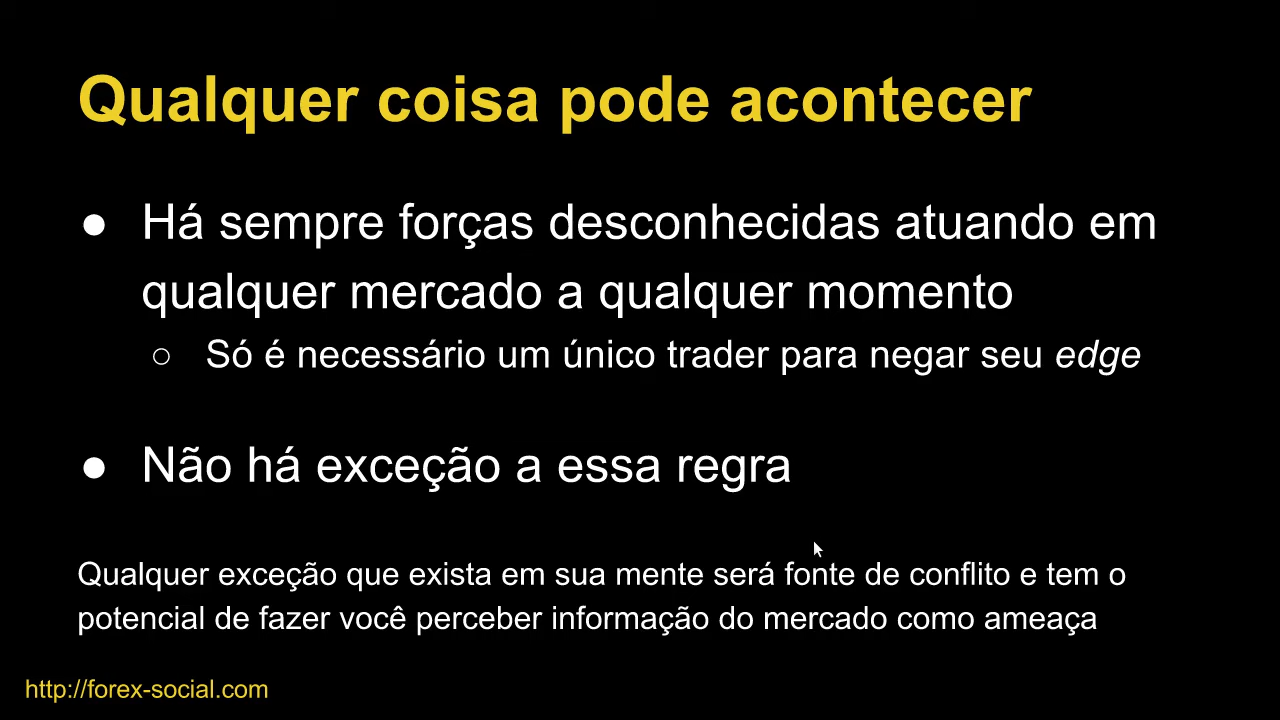 Qualquer coisa pode acontecer
● Há sempre forças desconhecidas atuando em
qualquer mercado a qualquer momento
○ Só é necessário um único trader para negar seu edge
● Não há exceção a essa regra
Qualquer exceção que exista em sua mente será fonte de conflito e tem o
potencial de fazer você perceber informação do mercado como ameaça
http://forex-social.com